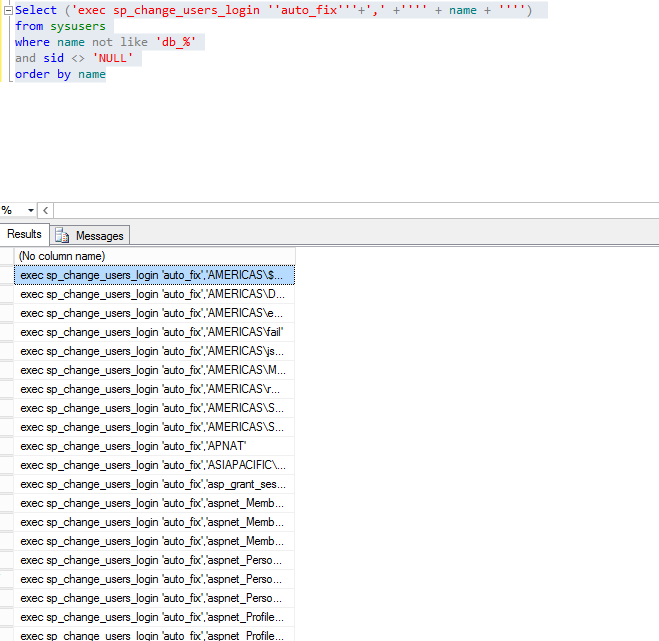 Select ('exec sp_change_users_login ''auto_fix'''+',' +'''' + name + '''')
from sysusers
where name not like 'db_%'
and sid <> 'NULL'
order by name
%
Results Messages
(No column name)
exec sp_change_users_login 'auto_fix','AMERICAS\$...
exec sp_change_users_login 'auto_fix','AMERICAS\D...
exec sp_change_users_login 'auto_fix','AMERICAS\e...
exec sp_change_users_login 'auto_fix','AMERICAS\fail'
exec sp_change_users_login 'auto_fix','AMERICAS\js...
exec sp_change_users_login 'auto_fix','AMERICAS\M...
exec sp_change_users_login 'auto_fix','AMERICAS\r...
exec sp_change_users_login 'auto_fix','AMERICAS\S...
exec sp_change_users_login 'auto_fix','AMERICAS\S...
exec sp_change_users_login 'auto_fix','APNAT'
exec sp_change_users_login 'auto_fix','ASIAPACIFIC\...
exec sp_change_users_login 'auto_fix','asp_grant_ses...
exec sp_change_users_login 'auto_fix','aspnet_Memb...
exec sp_change_users_login 'auto_fix','aspnet_Memb...
exec sp_change_users_login 'auto_fix','aspnet_Memb...
exec sp_change_users_login 'auto_fix','aspnet_Perso...
exec sp_change_users_login 'auto_fix','aspnet_Perso...
exec sp_change_users_login 'auto_fix','aspnet_Perso...
exec sp_change_users_login 'auto_fix','aspnet_Profile...
exec sp_change_users_login 'auto_fix','aspnet_Profile...